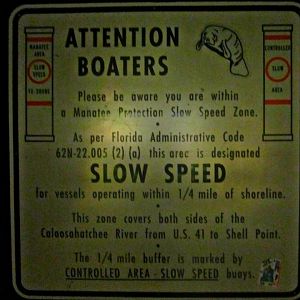 ATTENTION
BOATERS
MANATEE
AREA
SLOW
SPEED
CONTROLLED
SLOW
AREA
Please be aware you are within
a Manatee Protection Slow Speed Zone.
As per Florida Administrative Code
62N-22.005 (2) (a) this area is designated
SLOW SPEED
for vessels operating within 1/4 mile of shoreline.
This zone covers both sides of the
Caloosahatchee River from U.S. 41 to Shell Point.
The 1/4 mile buffer is marked by
CONTROLLED AREA - SLOW SPEED buoys.